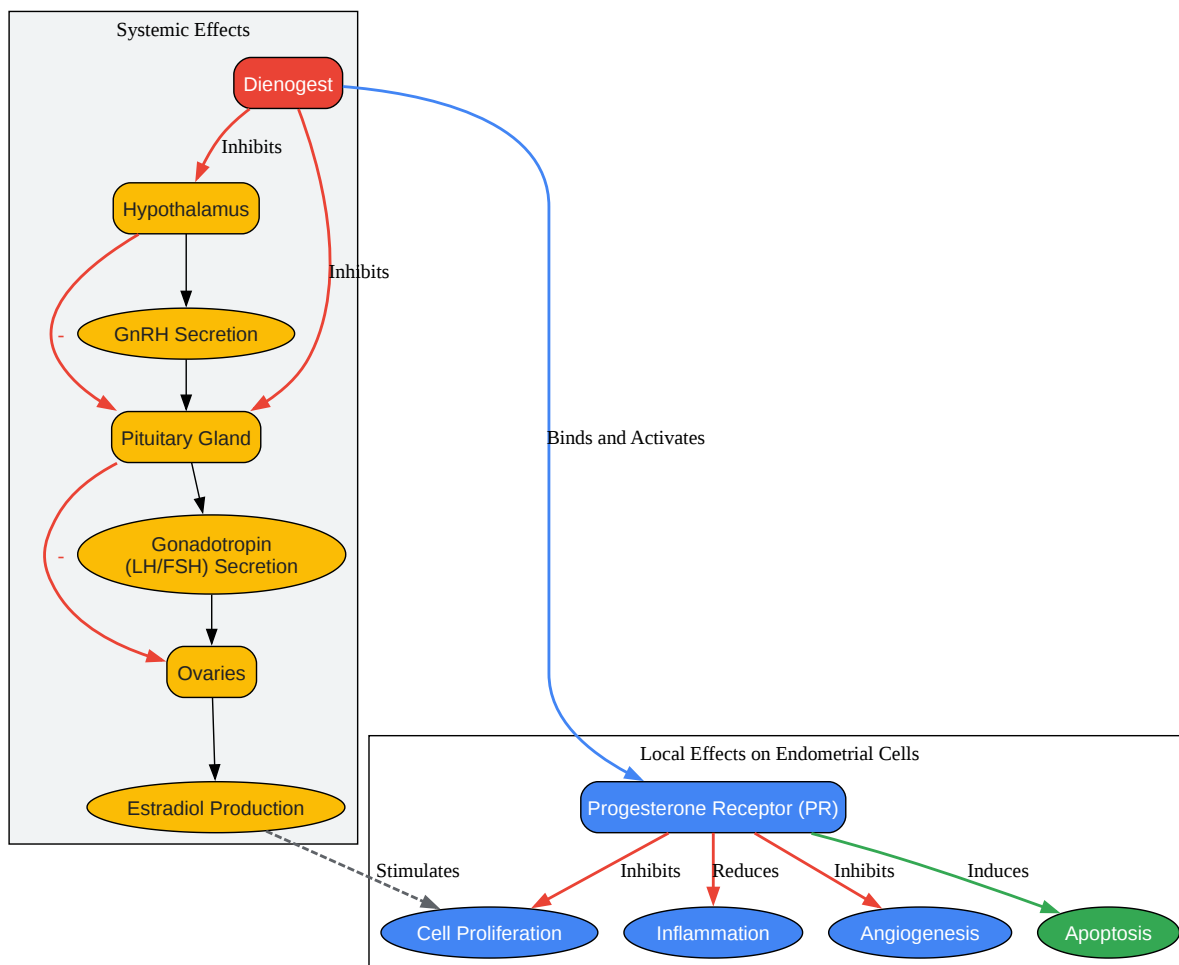 Systemic Effects
Dienogest
Inhibits
Hypothalamus
Inhibits
GnRH Secretion
-
Pituitary Gland
Binds and Activates
Gonadotropin
(LH/FSH) Secretion
-
Ovaries
Local Effects on Endometrial Cells
Estradiol Production
Progesterone Receptor (PR)
Stimulates
Inhibits
Reduces
Inhibits
Induces
Cell Proliferation
Inflammation
Angiogenesis
Apoptosis